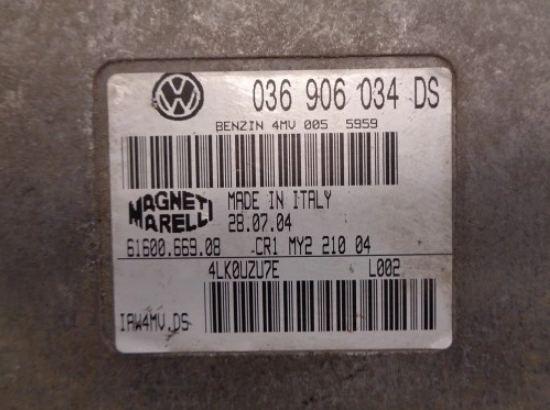 VW 036 906 034 DS
BENZIN 4MV 005 5959
MAGNETI MARELLI
MADE IN ITALY
28.07.04
61600.669.08 CR1 MY2 210 04
4LK0UZU7E L002
IAW4MV.DS